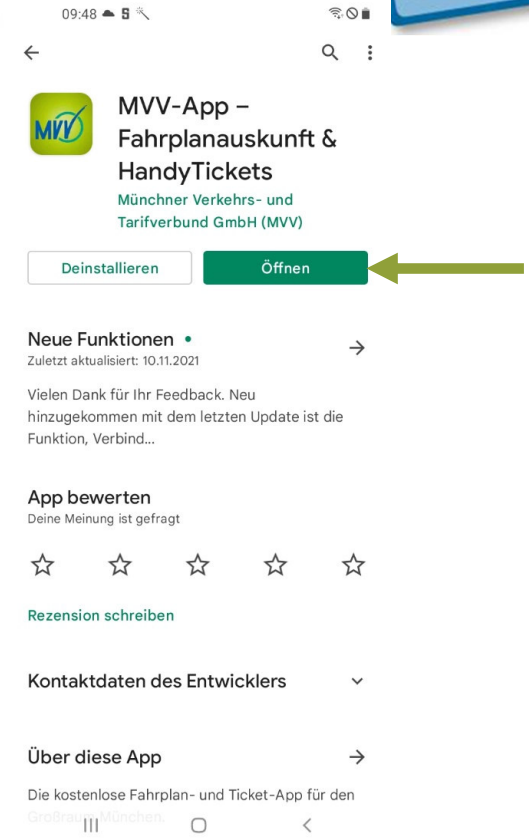 09:48
MVV-App –
MVV
Fahrplanauskunft &
HandyTickets
Münchner Verkehrs- und
Tarifverbund GmbH (MVV)
Deinstallieren
Öffnen
Neue Funktionen •
Zuletzt aktualisiert: 10.11.2021
Vielen Dank für Ihr Feedback. Neu
hinzugekommen mit dem letzten Update ist die
Funktion, Verbind...
App bewerten
Deine Meinung ist gefragt
Rezension schreiben
Kontaktdaten des Entwicklers
Über diese App
Die kostenlose Fahrplan- und Ticket-App für den
Großraum München.